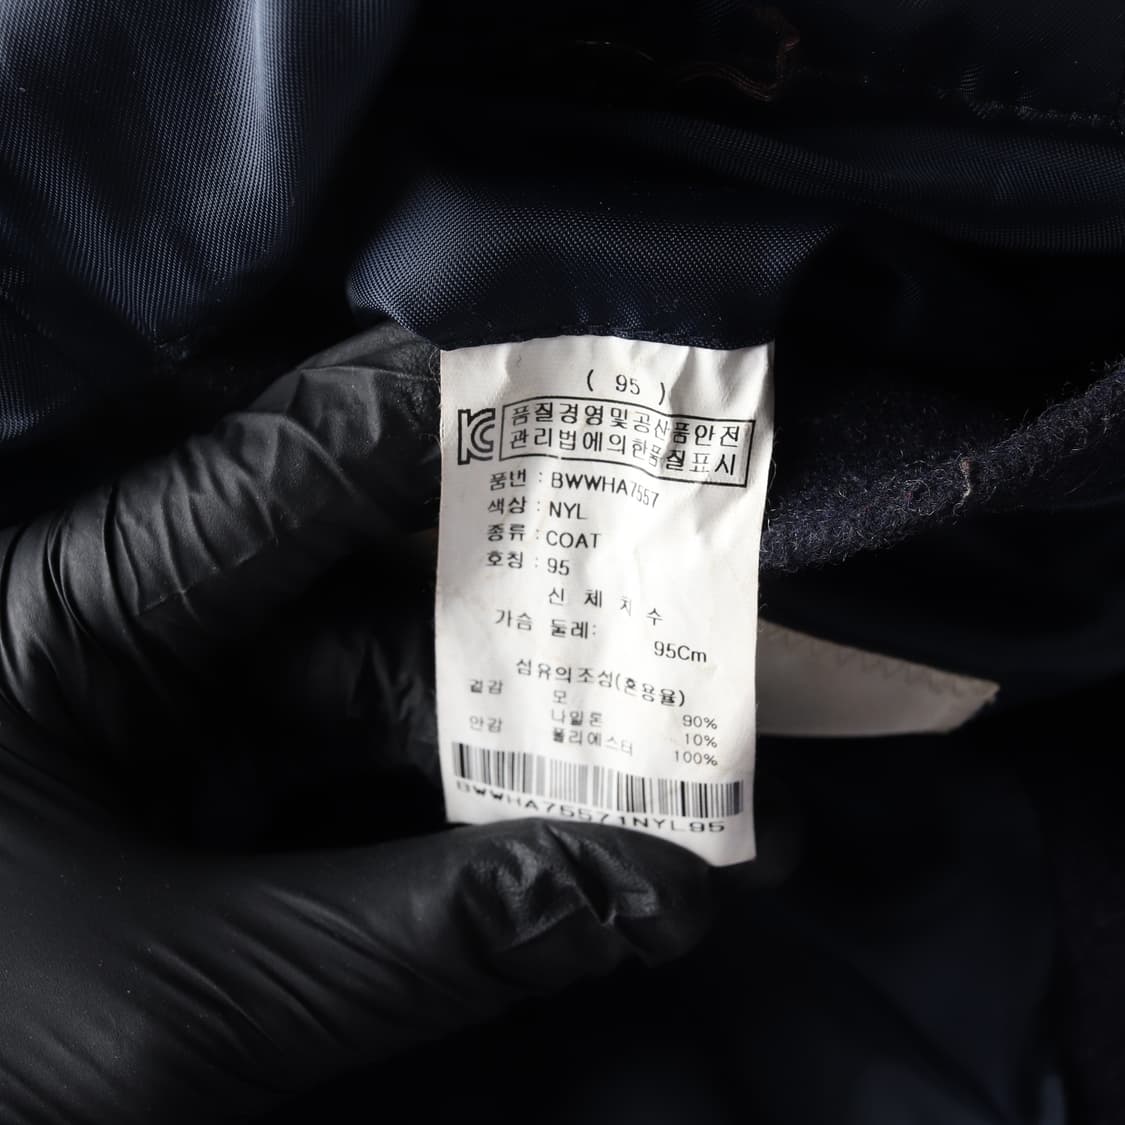 ( 95 )
KC
품질경영및공산품안전
관리법에의한품질표시
품번 : BWWHA7557
색상 : NYL
종류 : COAT
호칭 : 95
신 체 치 수
가슴 둘레:
95Cm
섬유의조성(혼용율)
겉감 모 90%
나일론 10%
안감 폴리에스터 100%
BWWHA75571NYL95